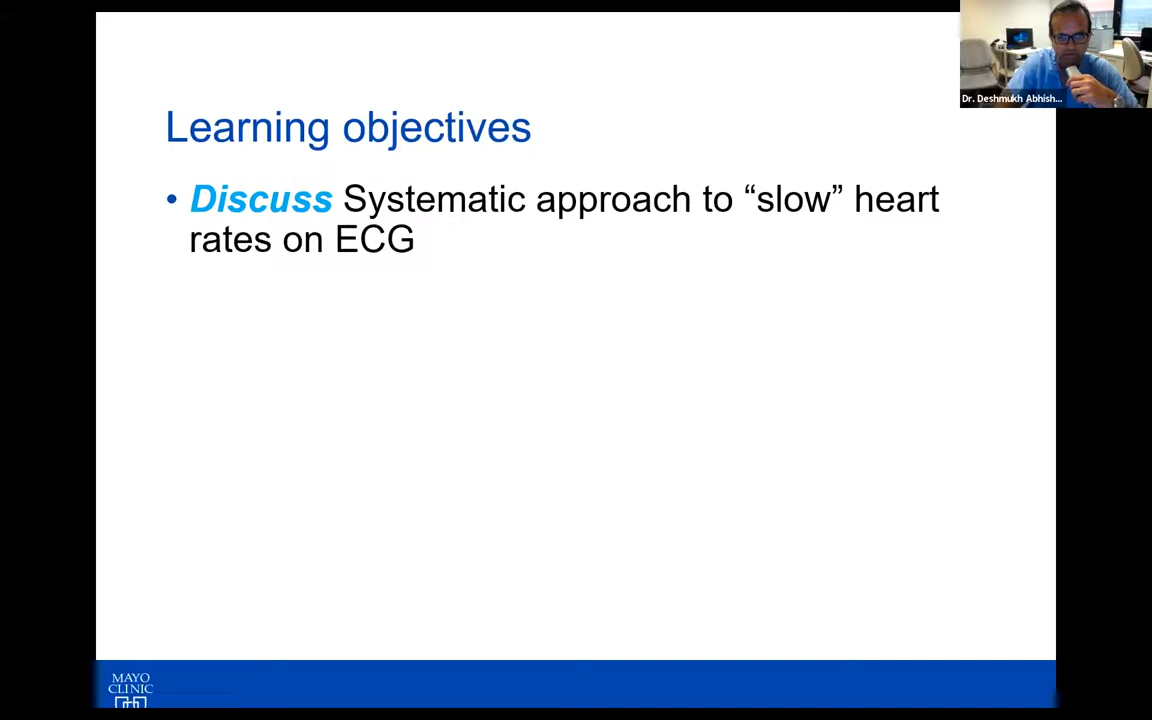 Dr. Deshmukh Abhish...
Learning objectives
• Discuss Systematic approach to “slow” heart
rates on ECG
MAYO
CLINIC